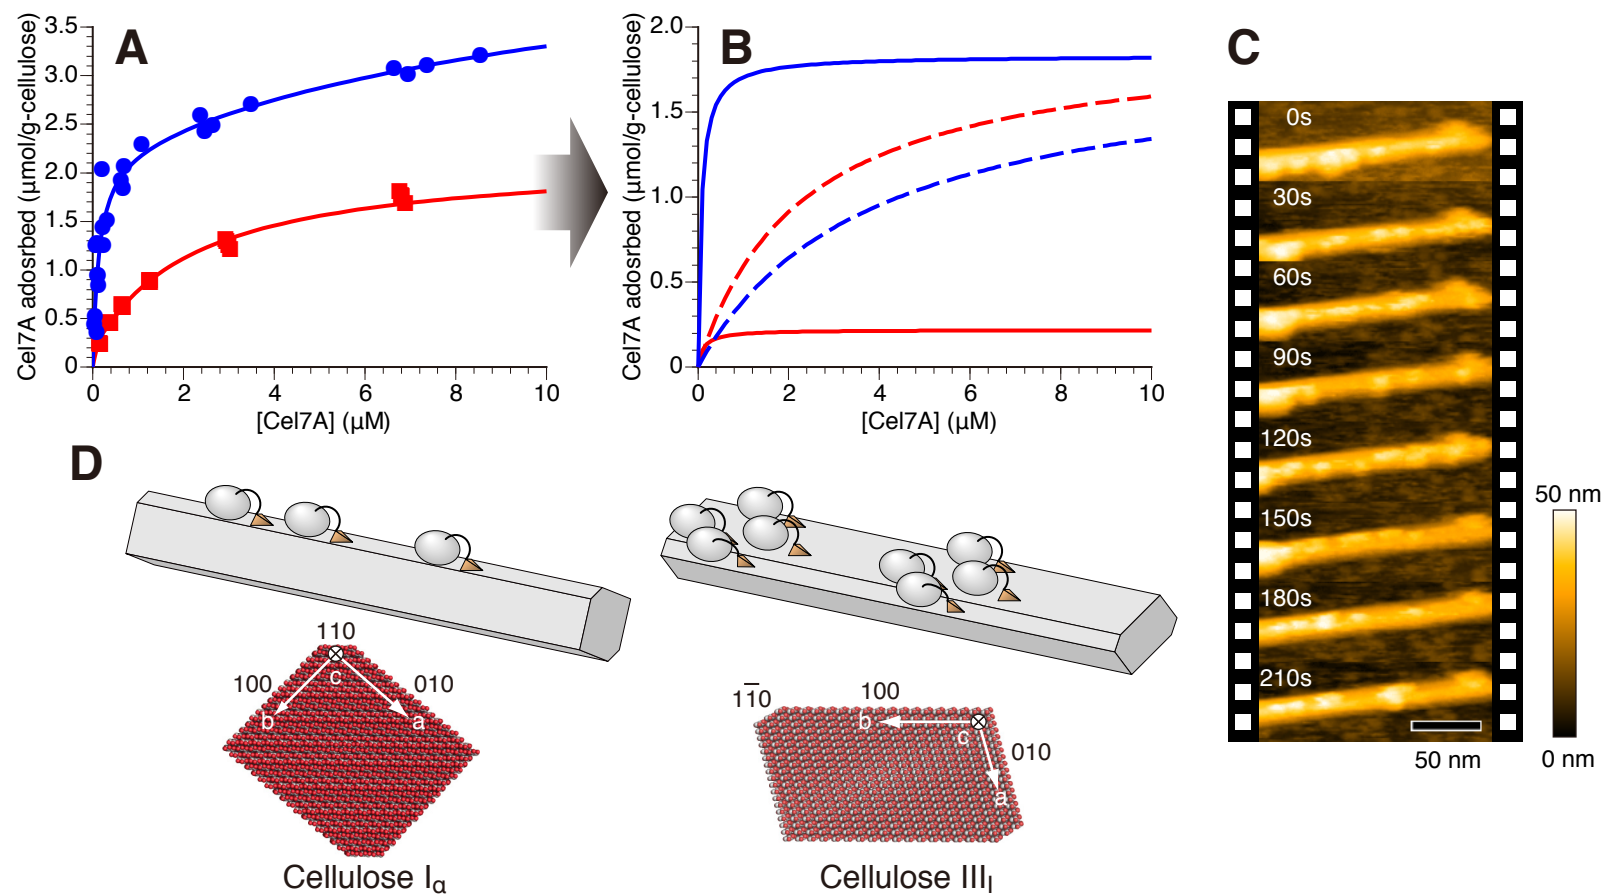 A
Cel7A adosrbed (µmol/g-cellulose)
3.5
3.0
2.5
2.0
1.5
1.0
0.5
0
0 2 4 6 8 10
[Cel7A] (µM)
B
Cel7A adosrbed (µmol/g-cellulose)
2.0
1.5
1.0
0.5
0
0 2 4 6 8 10
[Cel7A] (µM)
C
0s
30s
60s
90s
120s
150s
180s
210s
50 nm
50 nm
0 nm
D
110
100
010
c
b
a
Cellulose Iα
11̅0
100
b
c
010
a
Cellulose IIII